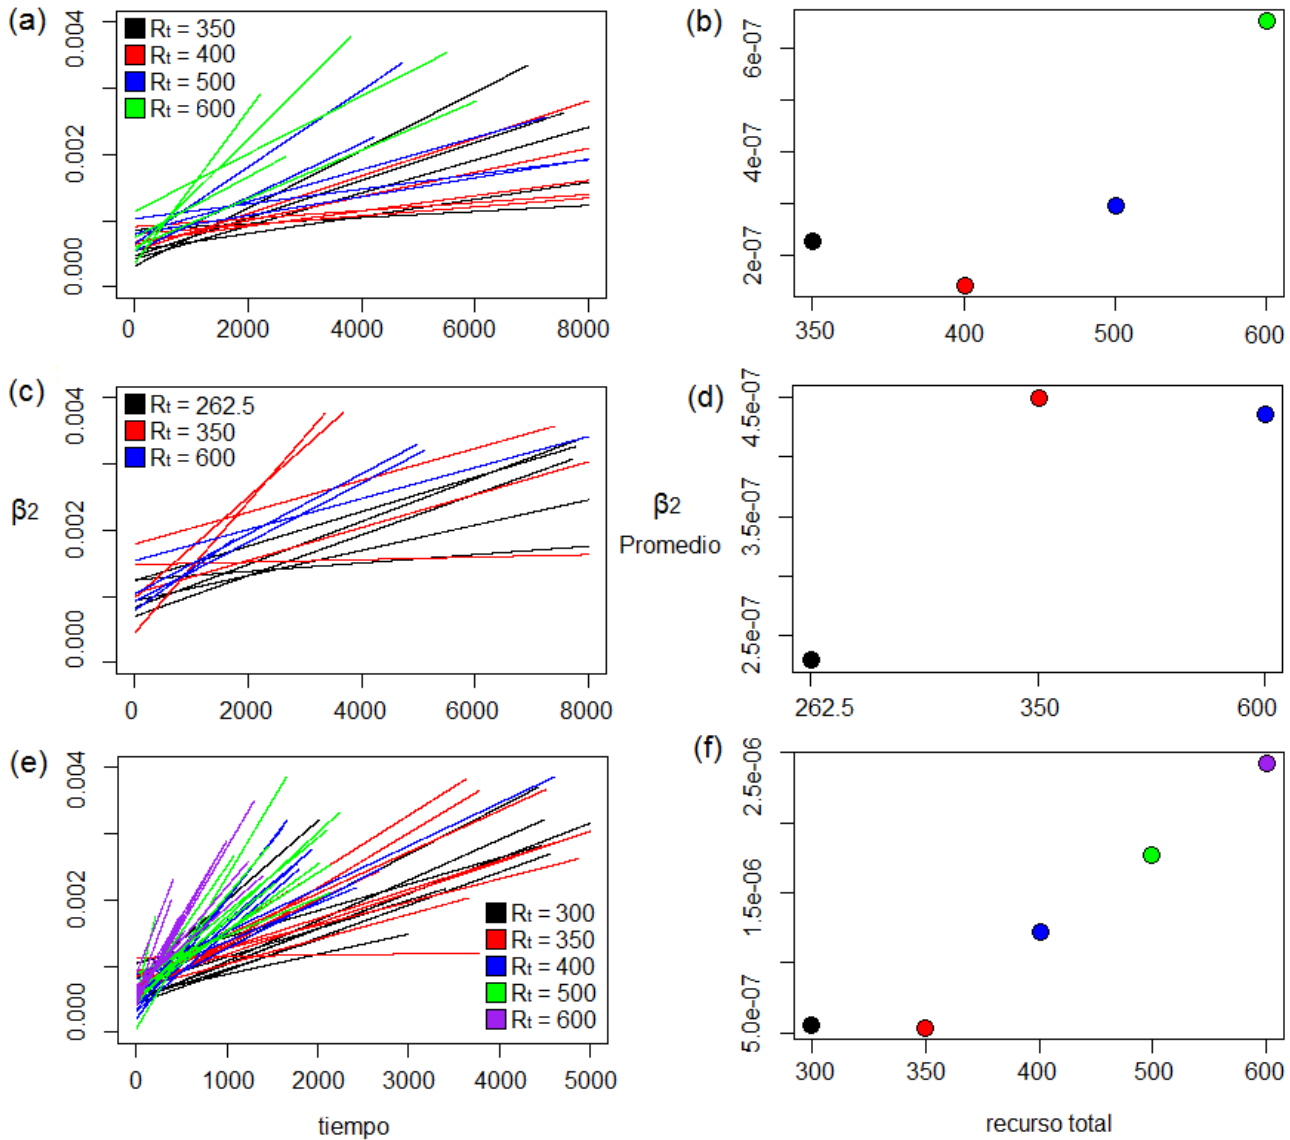 (a)
Rt = 350
Rt = 400
Rt = 500
Rt = 600
0.000
0.002
0.004
0
2000
4000
6000
8000
(b)
2e-07
4e-07
6e-07
350
400
500
600
(c)
Rt = 262.5
Rt = 350
Rt = 600
β2
0.000
0.002
0.004
0
2000
4000
6000
8000
(d)
β2
Promedio
2.5e-07
3.5e-07
4.5e-07
262.5
350
600
(e)
Rt = 300
Rt = 350
Rt = 400
Rt = 500
Rt = 600
0.000
0.002
0.004
0
1000
2000
3000
4000
5000
tiempo
(f)
5.0e-07
1.5e-06
2.5e-06
300
350
400
500
600
recurso total